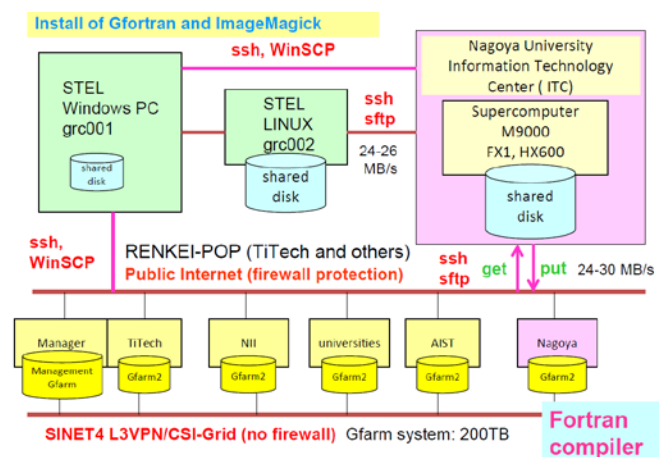 Install of Gfortran and ImageMagick
ssh, WinSCP
Nagoya University
Information Technology
Center ( ITC)
STEL
Windows PC
grc001
shared
disk
STEL
LINUX
grc002
shared
disk
ssh
sftp
24-26
MB/s
Supercomputer
M9000
FX1, HX600
shared
disk
ssh,
WinSCP
RENKEI-POP (TiTech and others)
Public Internet (firewall protection)
ssh
sftp
get
put
24-30 MB/s
Manager
Management
Gfarm
TiTech
Gfarm2
NII
Gfarm2
universities
Gfarm2
AIST
Gfarm2
Nagoya
Gfarm2
SINET4 L3VPN/CSI-Grid (no firewall) Gfarm system: 200TB
Fortran
compiler